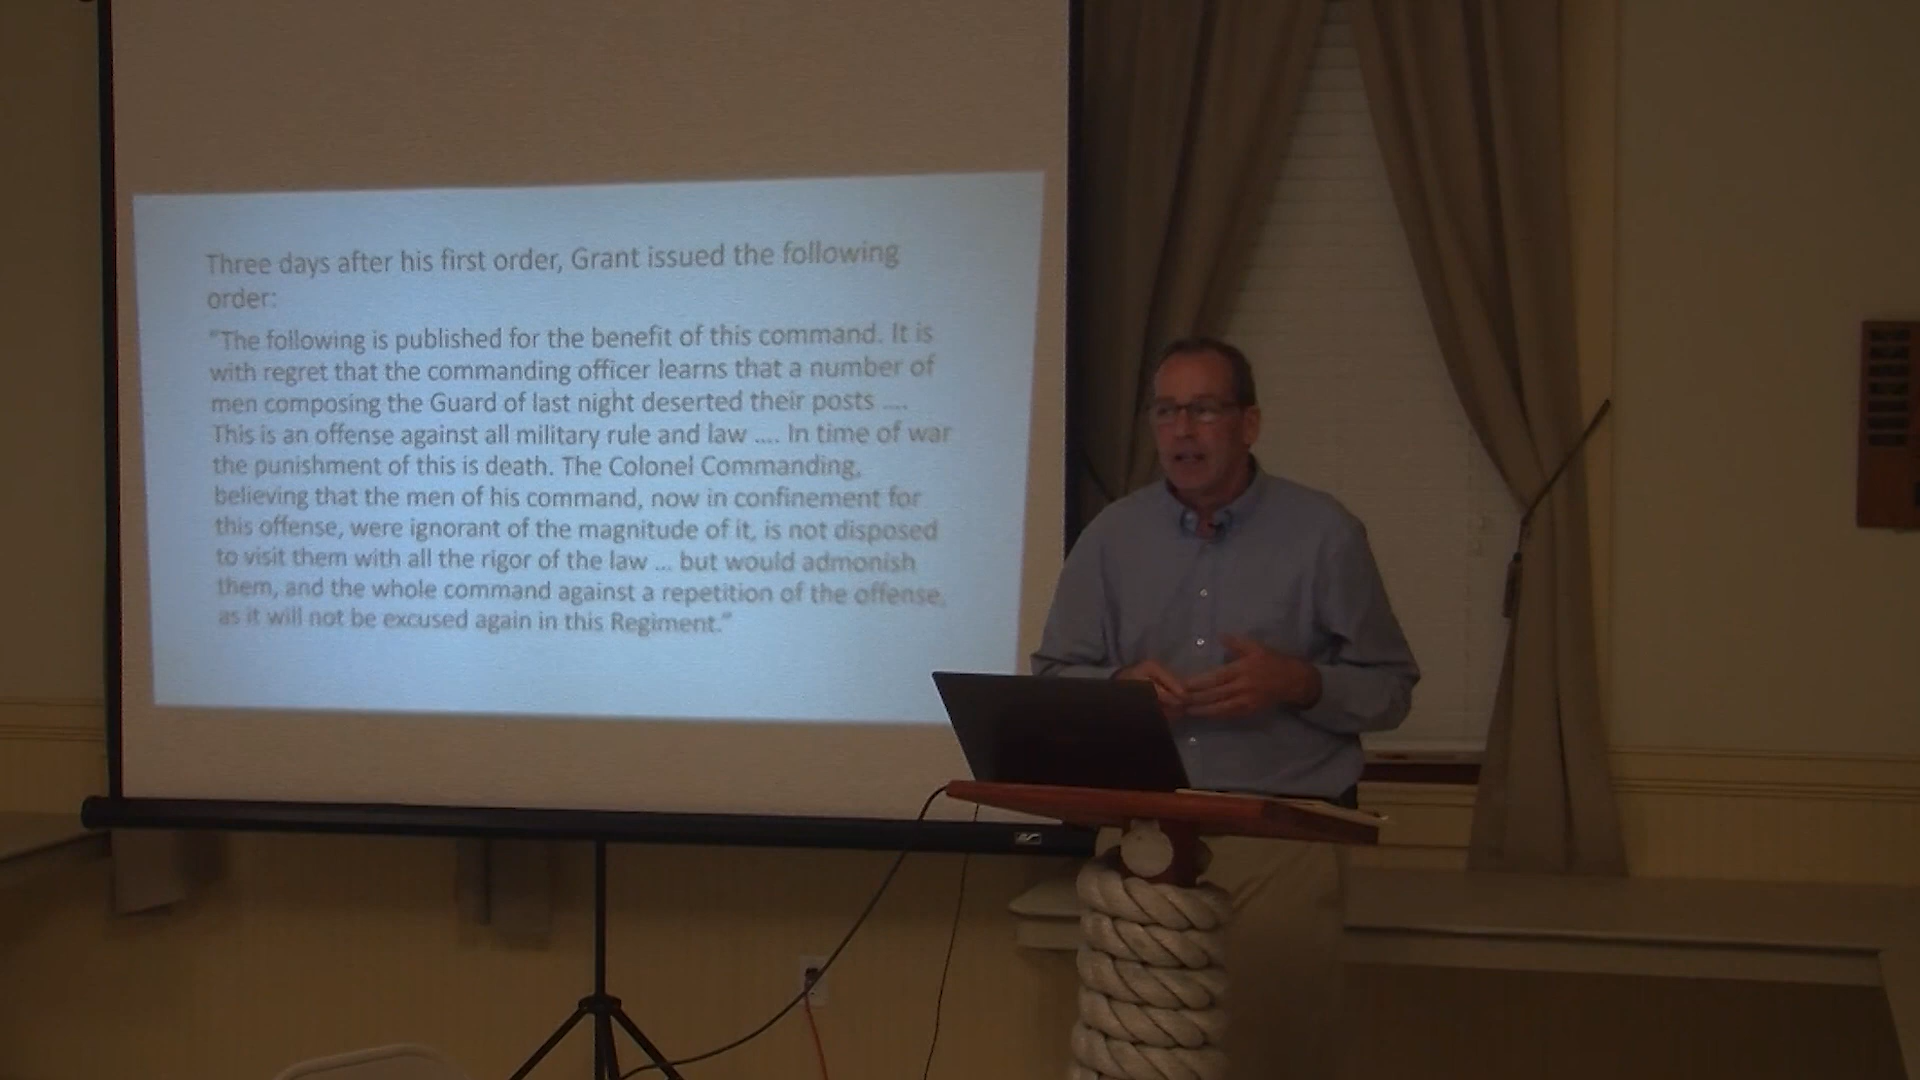 Three days after his first order, Grant issued the following
order:
"The following is published for the benefit of this command. It is
with regret that the commanding officer learns that a number of
men composing the Guard of last night deserted their posts ....
This is an offense against all military rule and law .... In time of war
the punishment of this is death. The Colonel Commanding,
believing that the men of his command, now in confinement for
this offense, were ignorant of the magnitude of it, is not disposed
to visit them with all the rigor of the law ... but would admonish
them, and the whole command against a repetition of the offense,
as it will not be excused again in this Regiment."